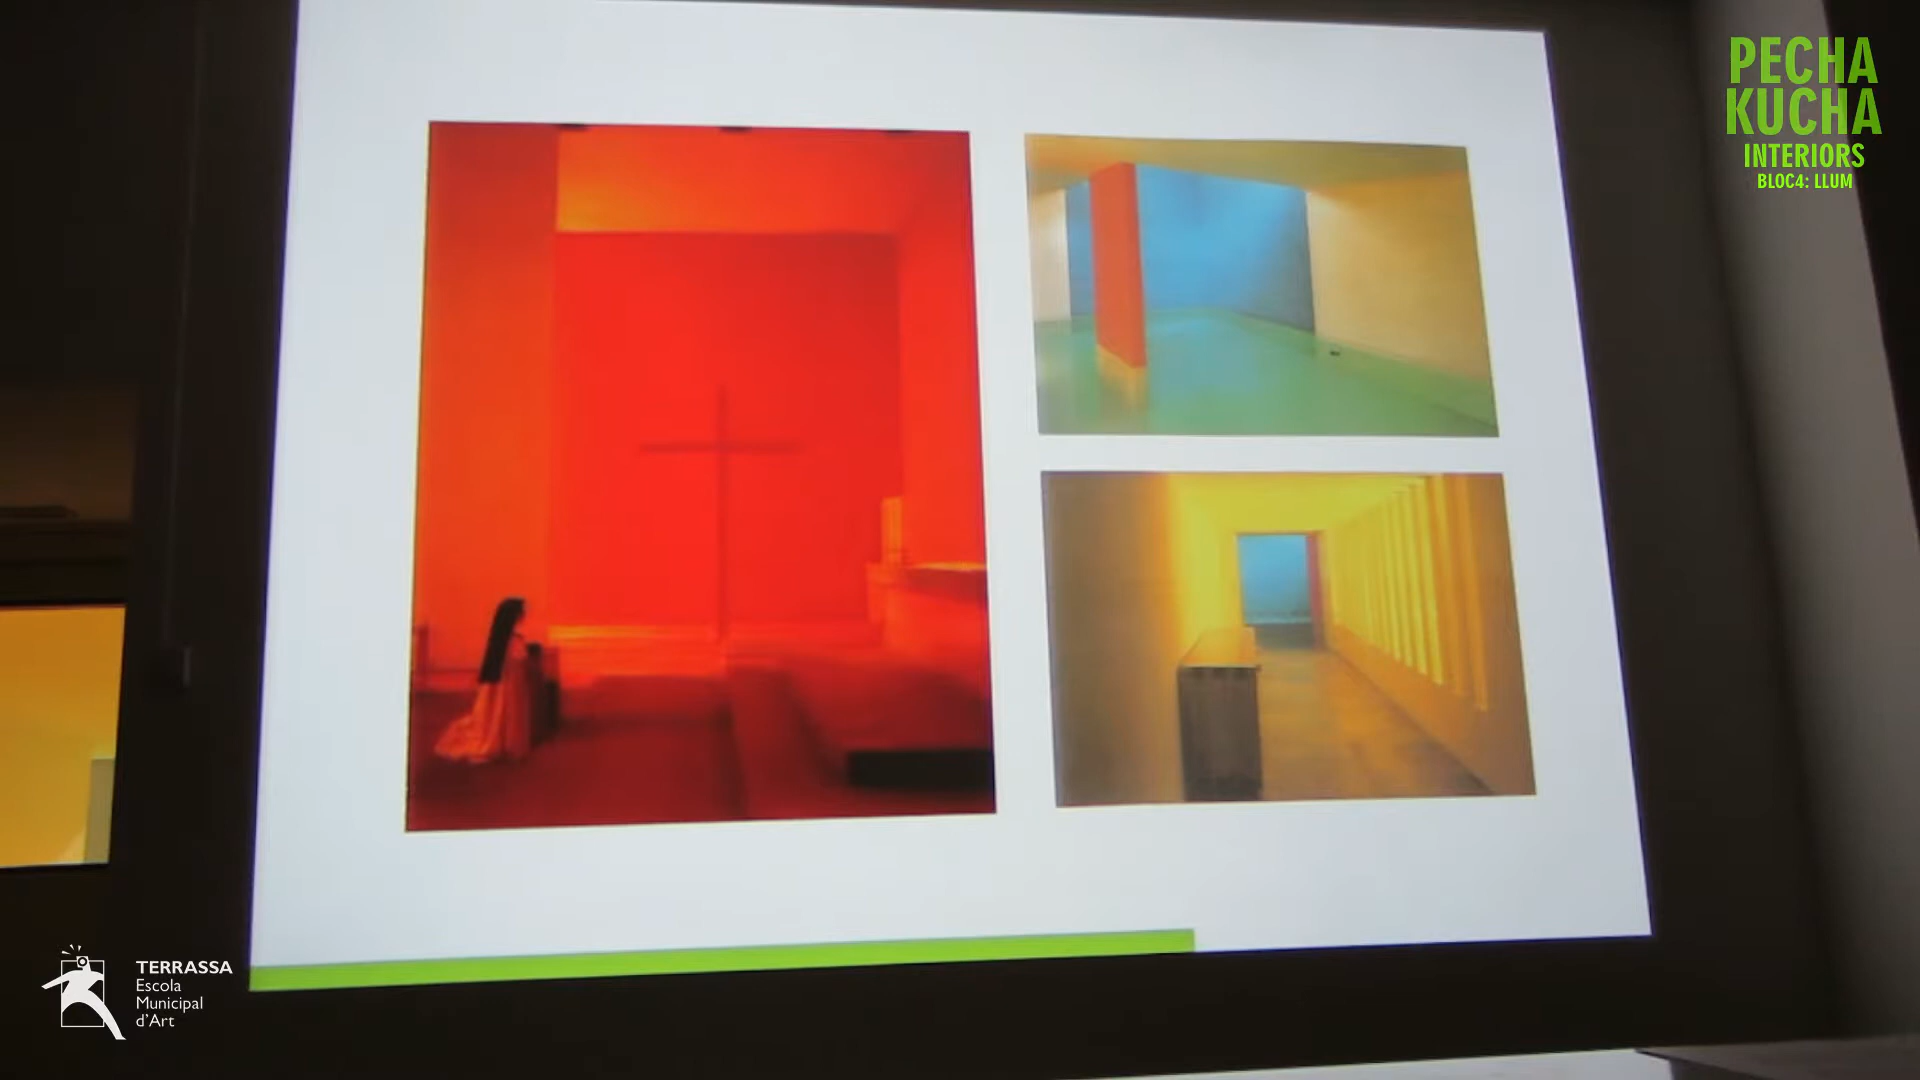 PECHA
KUCHA
INTERIORS
BLOC4: LLUM
TERRASSA
Escola
Municipal
d'Art